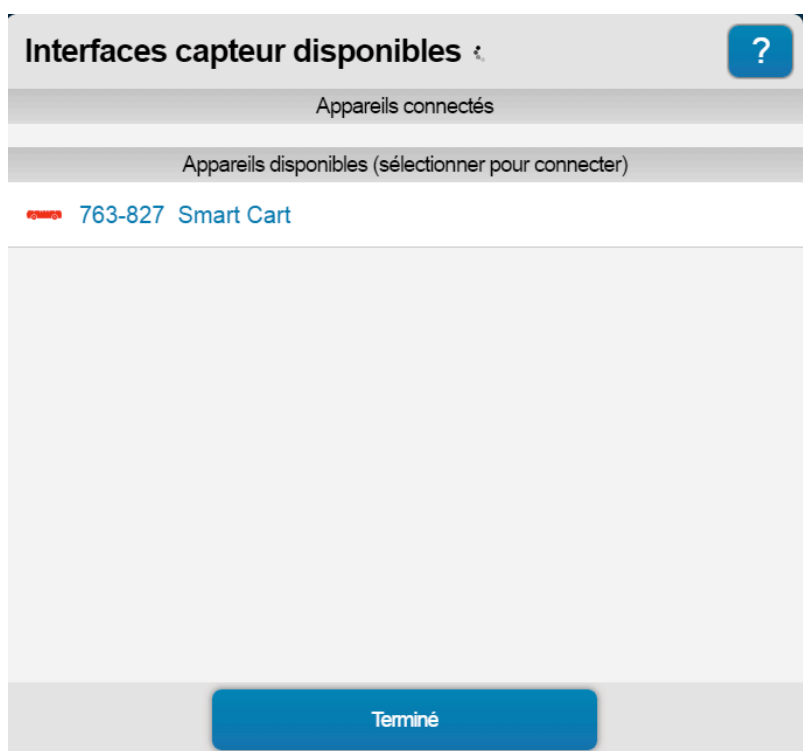 Interfaces capteur disponibles
?
Appareils connectés
Appareils disponibles (sélectionner pour connecter)
763-827 Smart Cart
Terminé